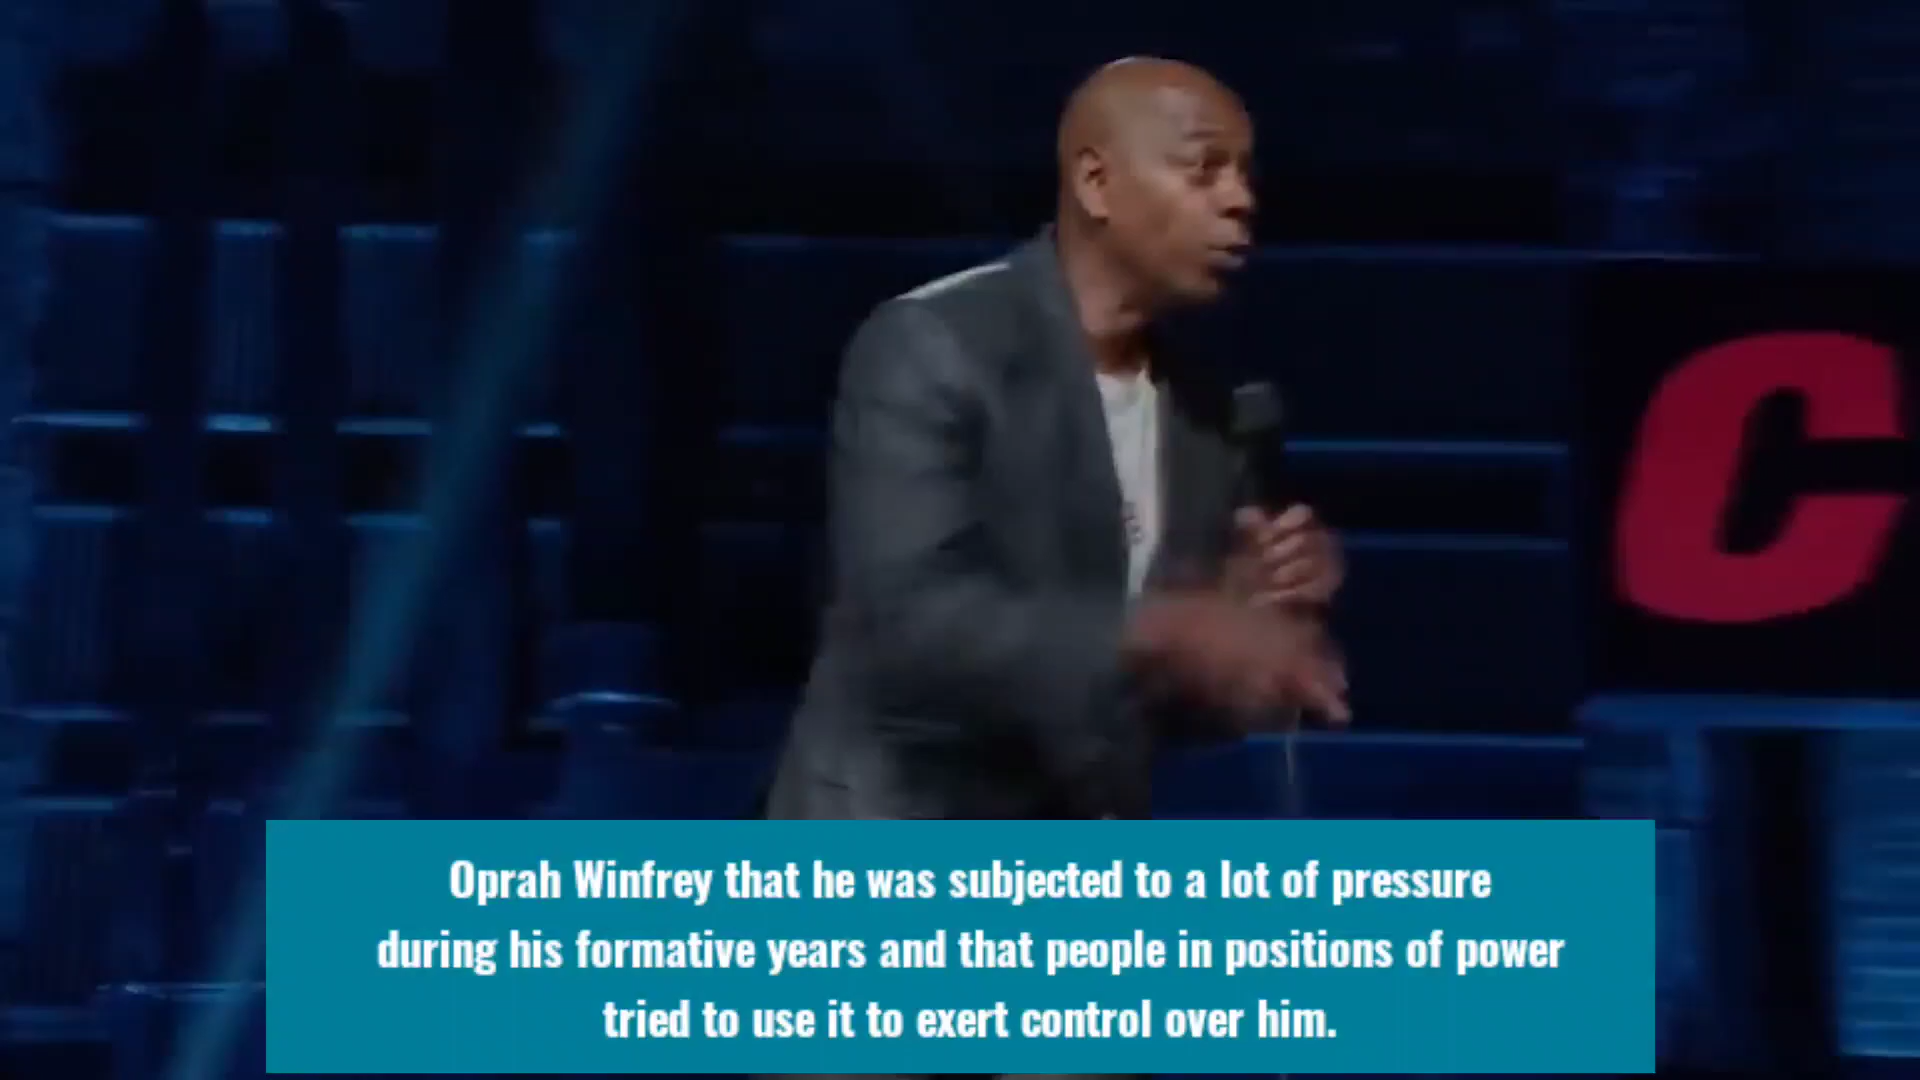 C
Oprah Winfrey that he was subjected to a lot of pressure
during his formative years and that people in positions of power
tried to use it to exert control over him.